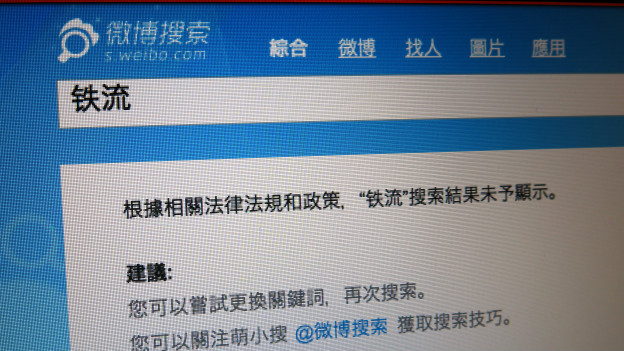 微博搜索
s.weibo.com
綜合 微博 找人 圖片 應用
铁流
根據相關法律法規和政策，“铁流”搜索結果未予顯示。
建議:
您可以嘗試更換關鍵詞，再次搜索。
您可以關注萌小搜 @微博搜索 獲取搜索技巧。